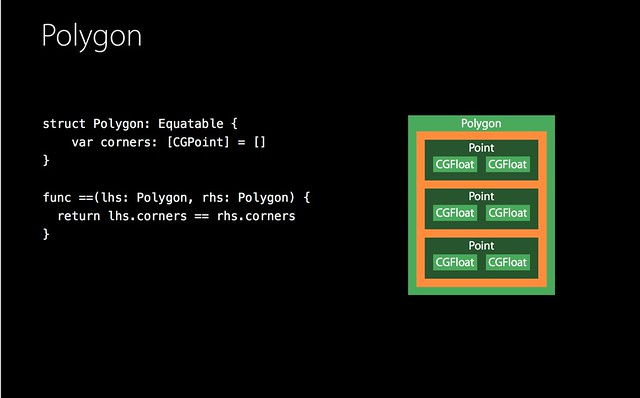 Polygon
struct Polygon: Equatable {
    var corners: [CGPoint] = []
}
func ==(lhs: Polygon, rhs: Polygon) {
  return lhs.corners == rhs.corners
}
Polygon
Point
CGFloat CGFloat
Point
CGFloat CGFloat
Point
CGFloat CGFloat